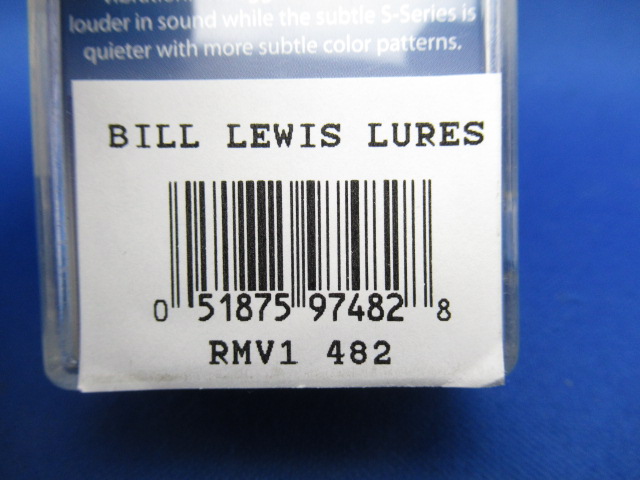 louder in sound while the subtle S-Series is
quieter with more subtle color patterns.
BILL LEWIS LURES
0 51875 97482 8
RMV1 482